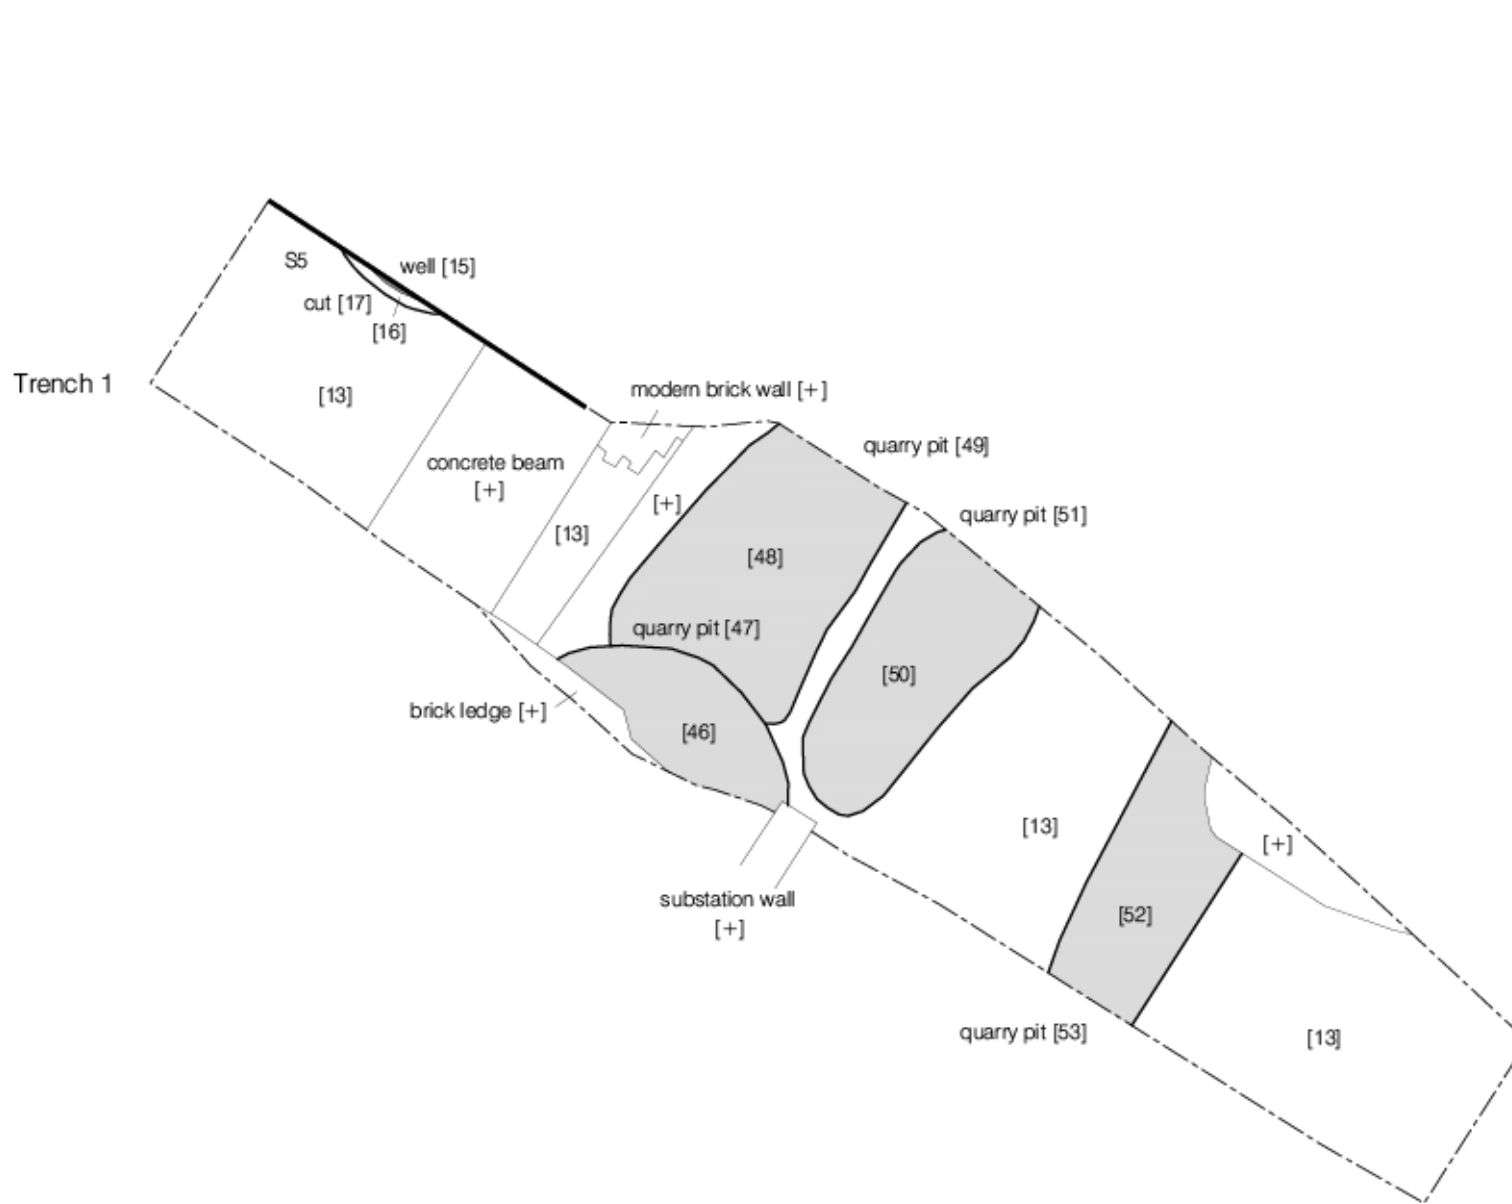 S5
well [15]
cut [17]
[16]
Trench 1
[13]
modern brick wall [+]
concrete beam
[+]
quarry pit [49]
[+]
quarry pit [51]
[13]
[48]
quarry pit [47]
[50]
brick ledge [+]
[46]
[13]
[+]
substation wall
[+]
[52]
quarry pit [53]
[13]